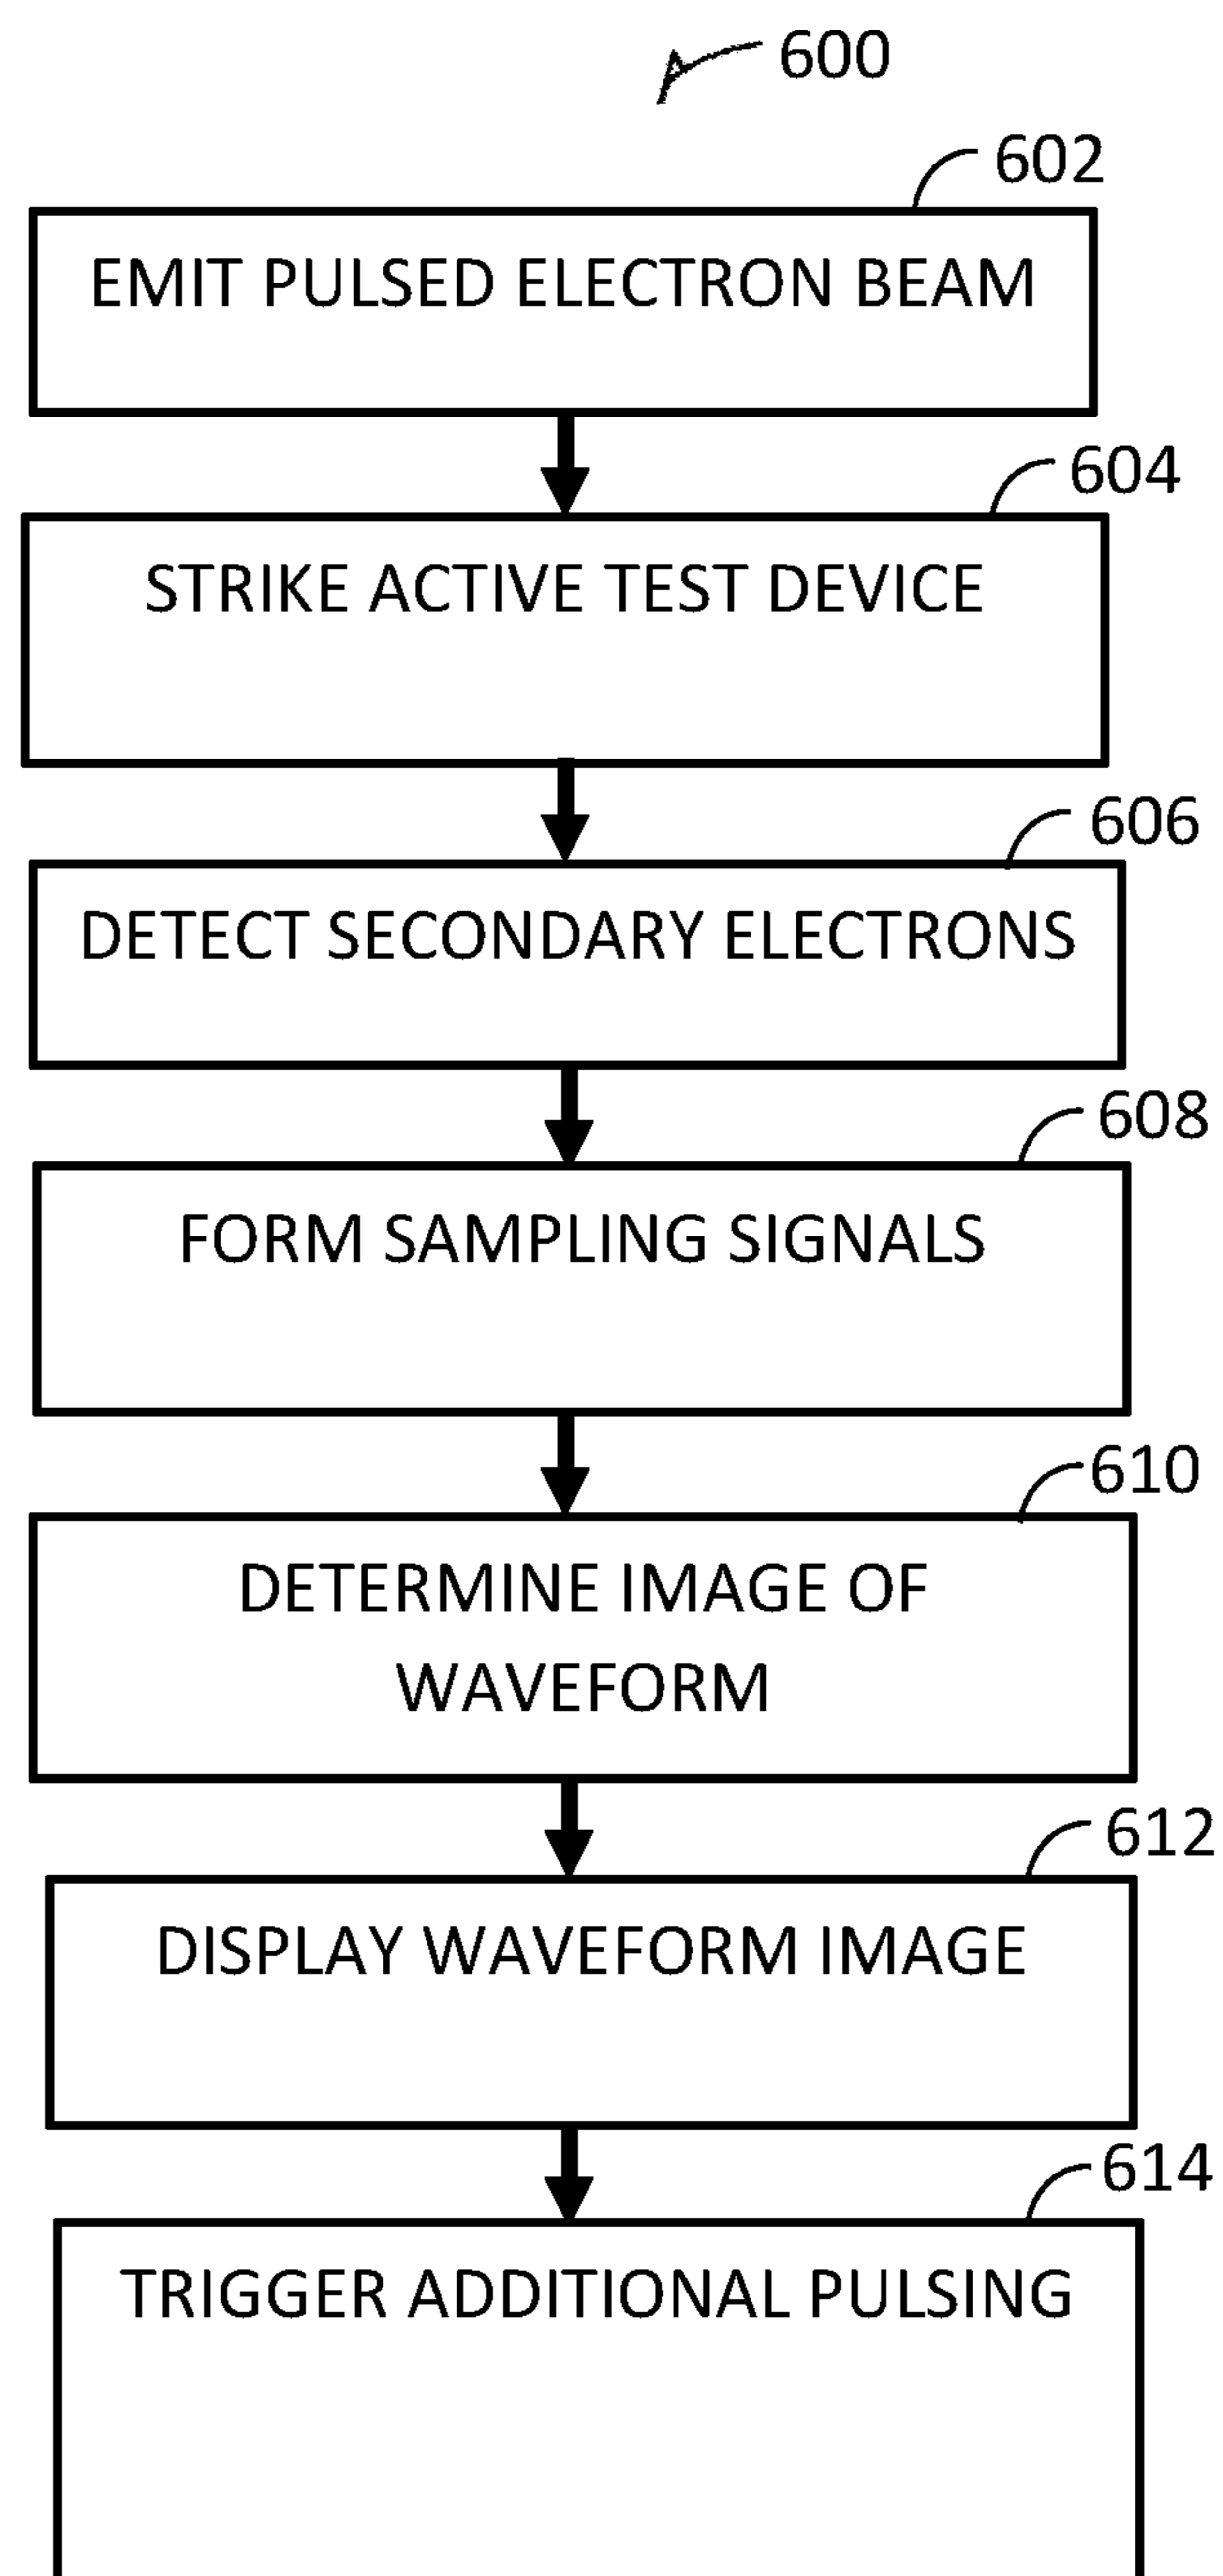 600
602
EMIT PULSED ELECTRON BEAM
604
STRIKE ACTIVE TEST DEVICE
606
DETECT SECONDARY ELECTRONS
608
FORM SAMPLING SIGNALS
610
DETERMINE IMAGE OF
WAVEFORM
612
DISPLAY WAVEFORM IMAGE
614
TRIGGER ADDITIONAL PULSING